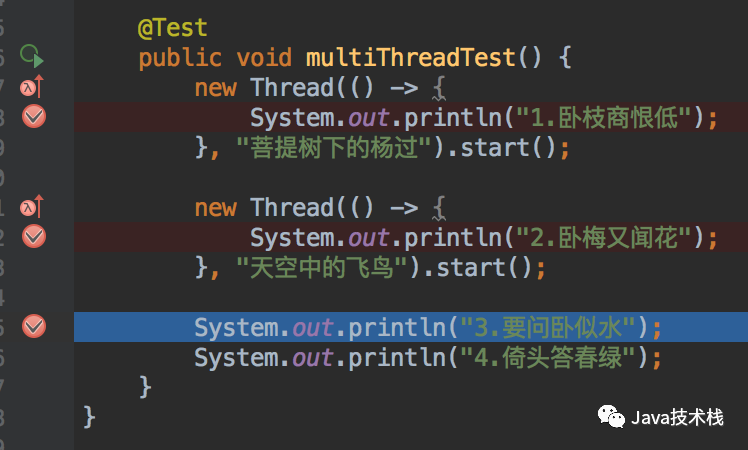 @Test
public void multiThreadTest() {
new Thread(() -> {
System.out.println("1.卧枝商恨低");
}, "菩提树下的杨过").start();
new Thread(() -> {
System.out.println("2.卧梅又闻花");
}, "天空中的飞鸟").start();
System.out.println("3.要问卧似水");
System.out.println("4.倚头答春绿");
}
}
Java技术栈